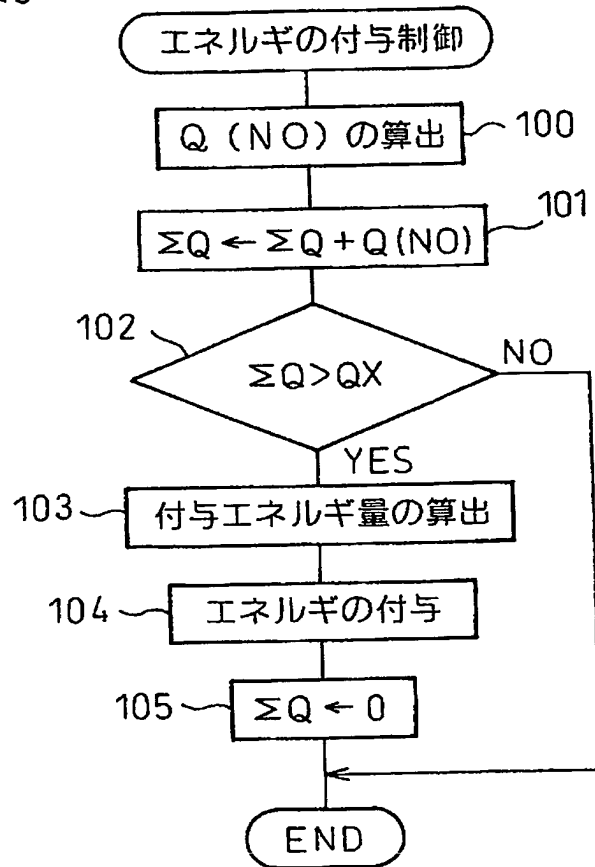 エネルギの付与制御
Q（NO）の算出
100
101
ΣQ←ΣQ+Q(NO)
102
ΣQ>QX
NO
YES
103
付与エネルギ量の算出
104
エネルギの付与
105
ΣQ←0
END